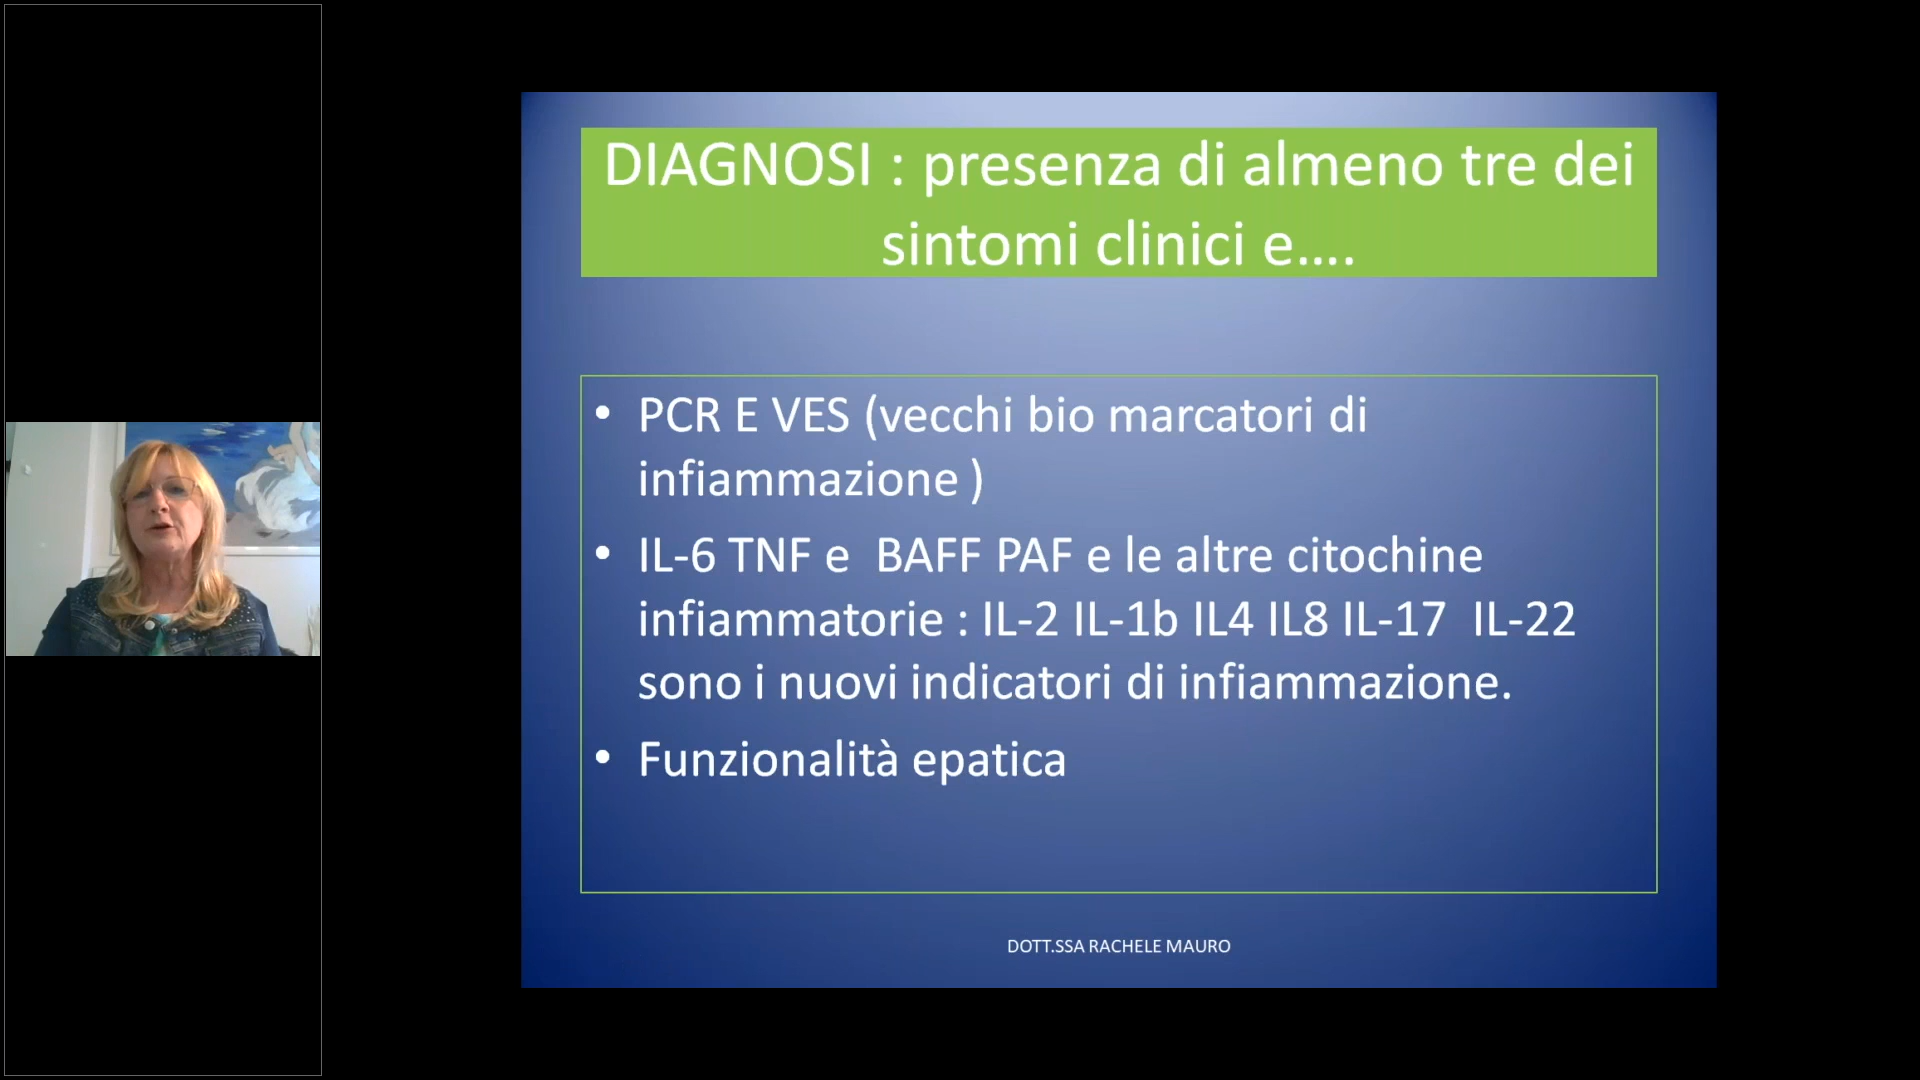 DIAGNOSI : presenza di almeno tre dei
sintomi clinici e....
• PCR E VES (vecchi bio marcatori di
infiammazione )
• IL-6 TNF e  BAFF PAF e le altre citochine
infiammatorie : IL-2 IL-1b IL4 IL8 IL-17  IL-22
sono i nuovi indicatori di infiammazione.
• Funzionalità epatica
DOTT.SSA RACHELE MAURO